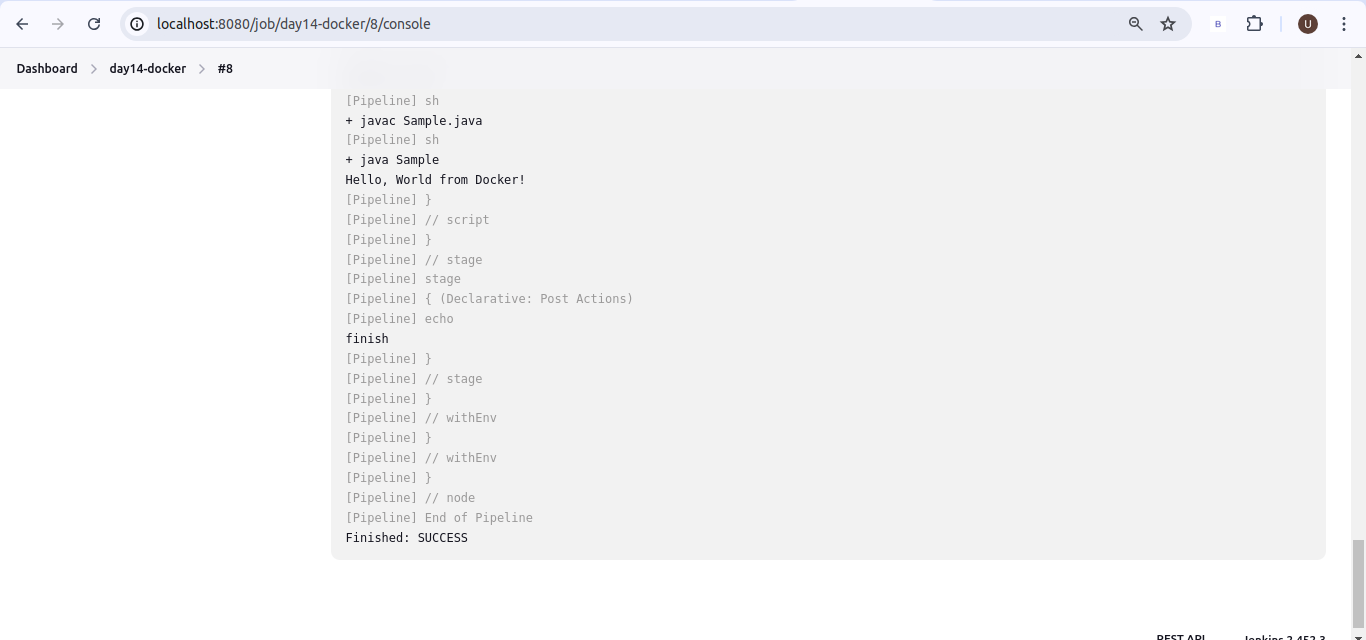 localhost:8080/job/day14-docker/8/console
B
U
Dashboard > day14-docker > #8
[Pipeline] sh
+ javac Sample.java
[Pipeline] sh
+ java Sample
Hello, World from Docker!
[Pipeline] }
[Pipeline] // script
[Pipeline] }
[Pipeline] // stage
[Pipeline] stage
[Pipeline] { (Declarative: Post Actions)
[Pipeline] echo
finish
[Pipeline] }
[Pipeline] // stage
[Pipeline] }
[Pipeline] // withEnv
[Pipeline] }
[Pipeline] // withEnv
[Pipeline] }
[Pipeline] // node
[Pipeline] End of Pipeline
Finished: SUCCESS
REST API Jenkins 2.452.3